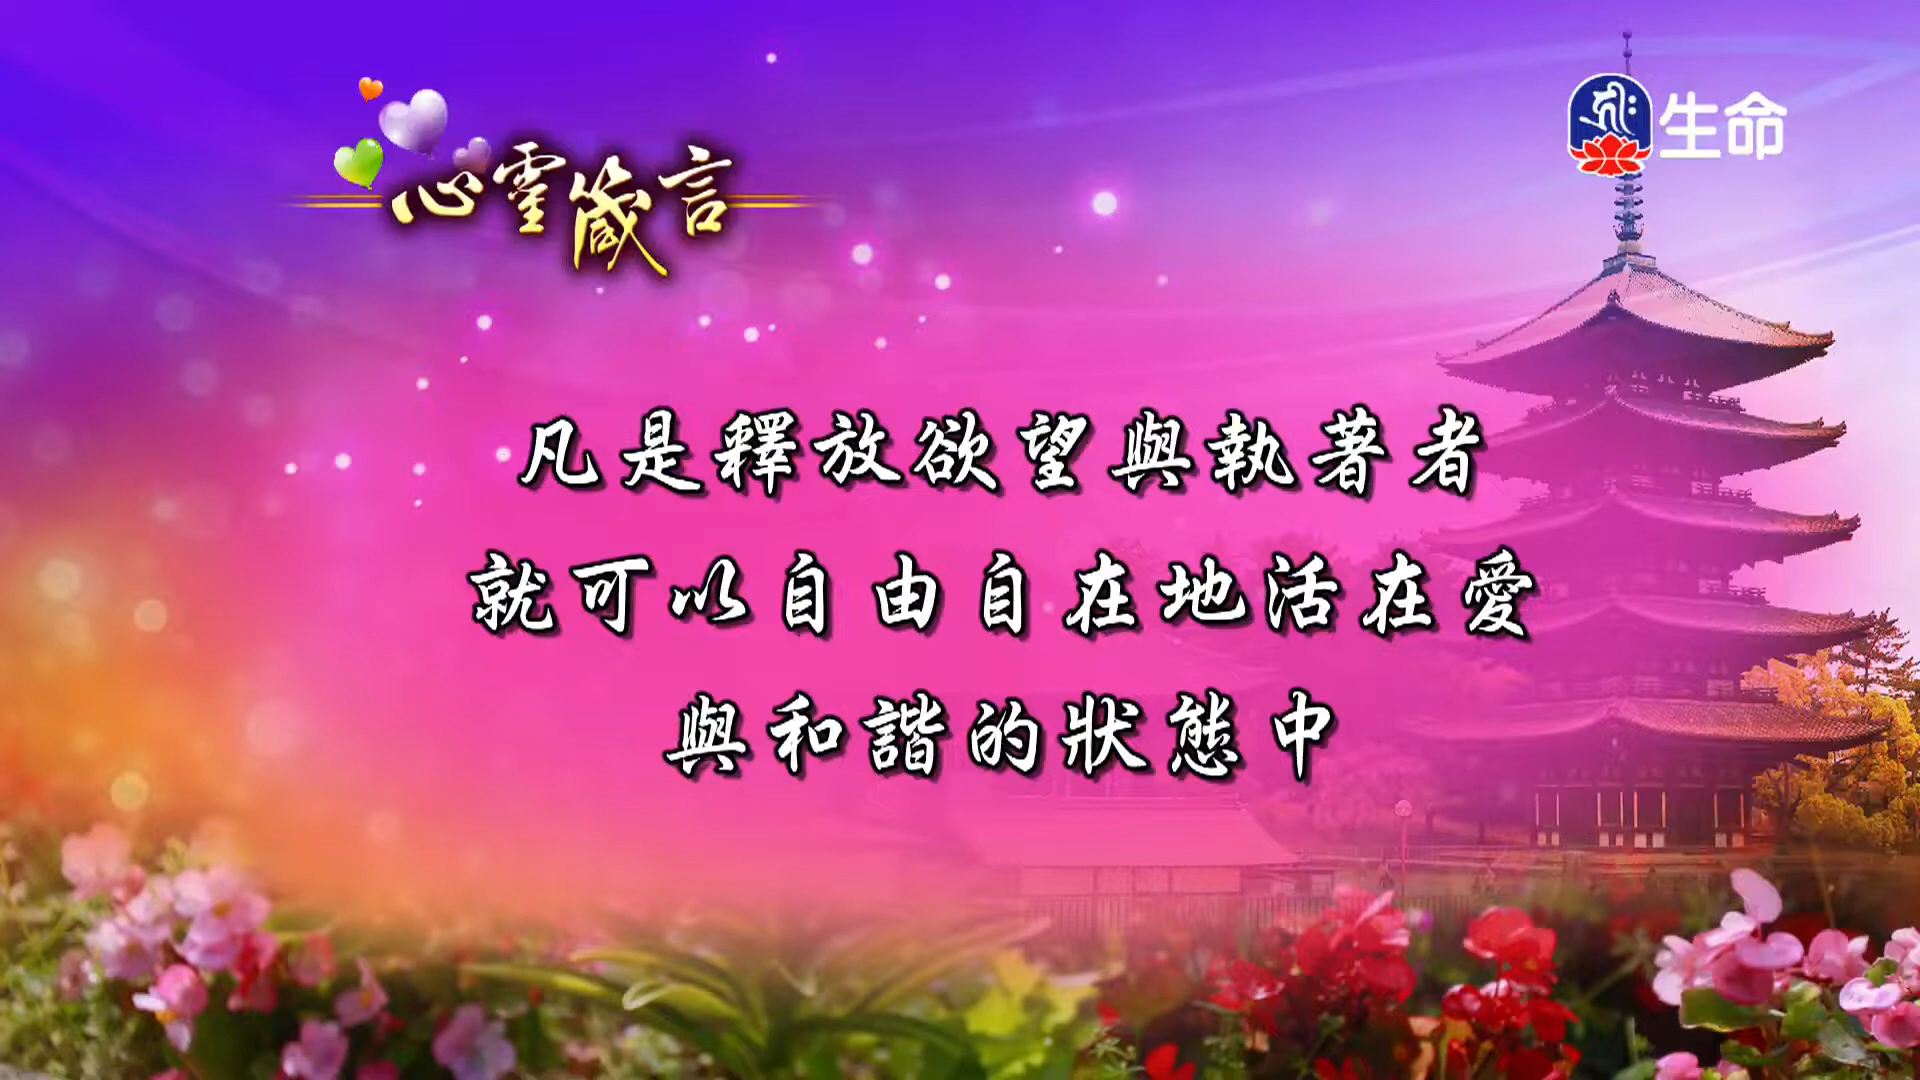 心靈箴言
生命
凡是釋放欲望與執著者
就可以自由自在地活在愛
與和諧的狀態中